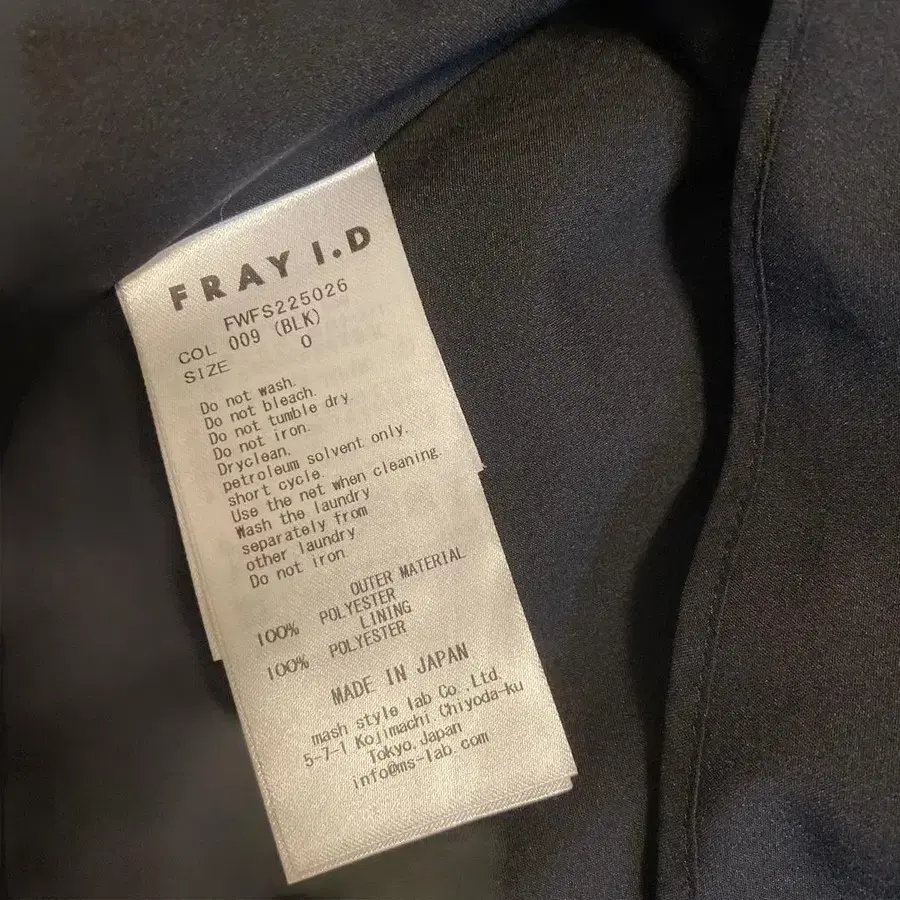 FRAY I.D
FWFS225026
COL 009 (BLK)
SIZE 0
Do not wash.
Do not bleach.
Do not tumble dry.
Do not iron.
Dryclean.
petroleum solvent only.
short cycle.
Use the net when cleaning.
Wash the laundry
separately from
other laundry
Do not iron.
OUTER MATERIAL
100% POLYESTER
LINING
100% POLYESTER
MADE IN JAPAN
mash style lab Co.,Ltd.
5-7-1 Kojimachi Chiyoda-ku
Tokyo,Japan
info@ms-lab.com